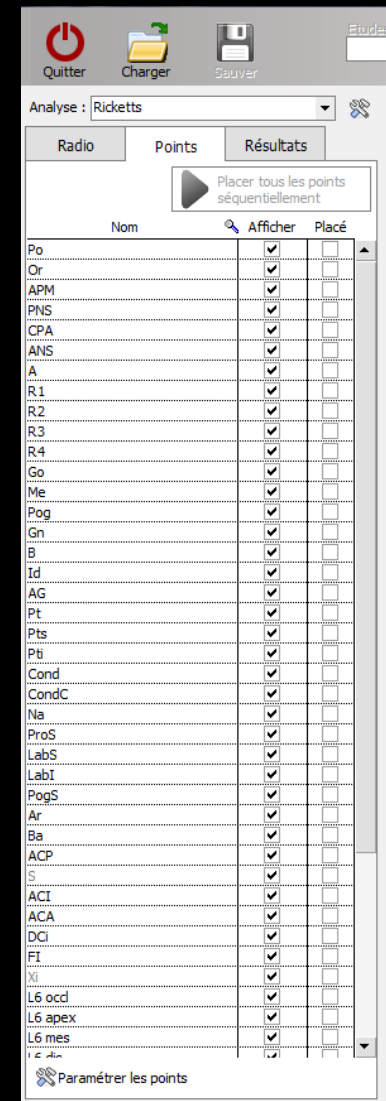 Etudes
Quitter Charger Sauver
Analyse : Ricketts
Radio Points Résultats
Placer tous les points
séquentiellement
Nom Afficher Placé
Po
Or
APM
PNS
CPA
ANS
A
R1
R2
R3
R4
Go
Me
Pog
Gn
B
Id
AG
Pt
Pts
Pti
Cond
CondC
Na
ProS
LabS
LabI
PogS
Ar
Ba
ACP
S
ACI
ACA
DCi
FI
Xi
L6 occl
L6 apex
L6 mes
L6 dis
Paramétrer les points